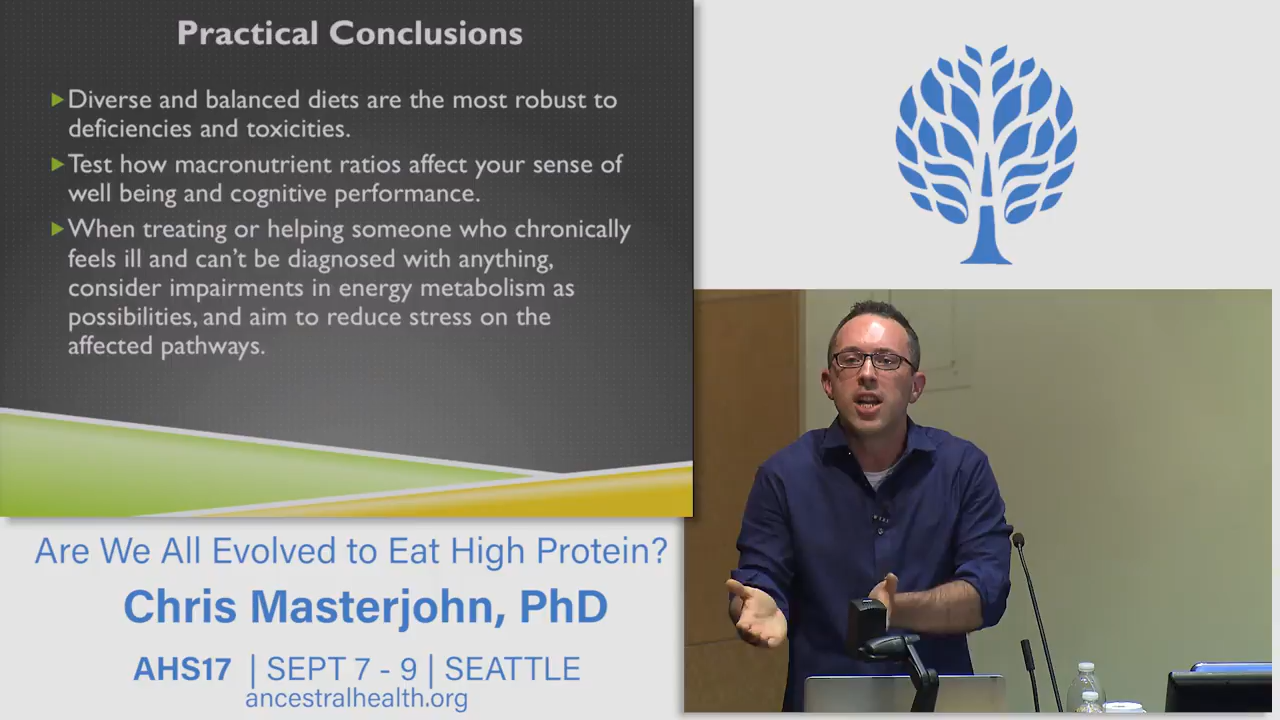 Practical Conclusions
Diverse and balanced diets are the most robust to
deficiencies and toxicities.
Test how macronutrient ratios affect your sense of
well being and cognitive performance.
When treating or helping someone who chronically
feels ill and can't be diagnosed with anything,
consider impairments in energy metabolism as
possibilities, and aim to reduce stress on the
affected pathways.
Are We All Evolved to Eat High Protein?
Chris Masterjohn, PhD
AHS17 | SEPT 7 - 9 | SEATTLE
ancestralhealth.org